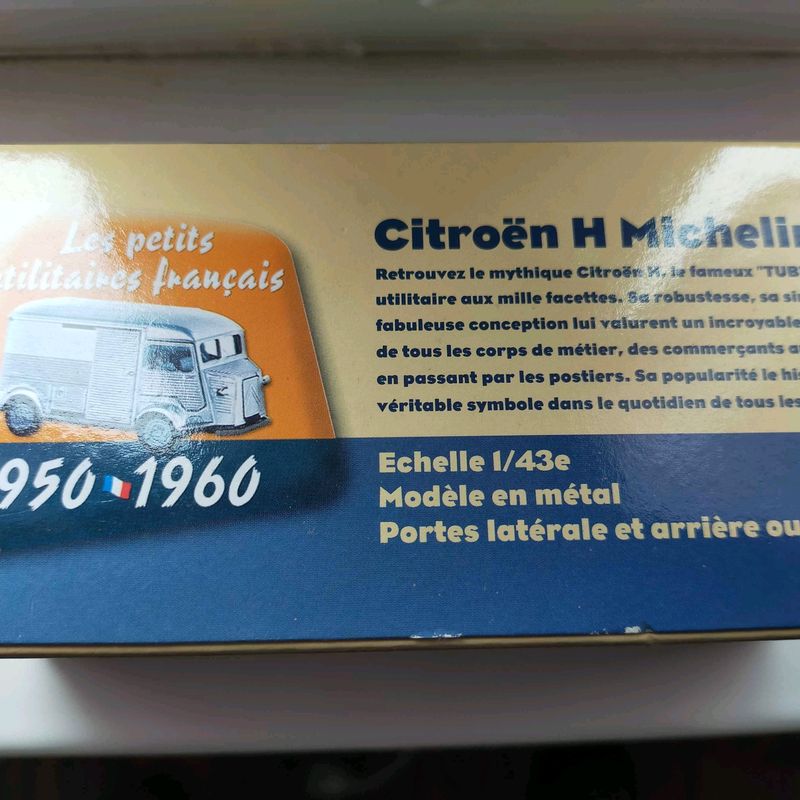 Les petits
utilitaires français
950 1960
Citroën H Michelin
Retrouvez le mythique Citroën H, le fameux "TUB
utilitaire aux mille facettes. Sa robustesse, sa si
fabuleuse conception lui valurent un incroyable
de tous les corps de métier, des commerçants a
en passant par les postiers. Sa popularité le his
véritable symbole dans le quotidien de tous les
Echelle 1/43e
Modèle en métal
Portes latérale et arrière ou